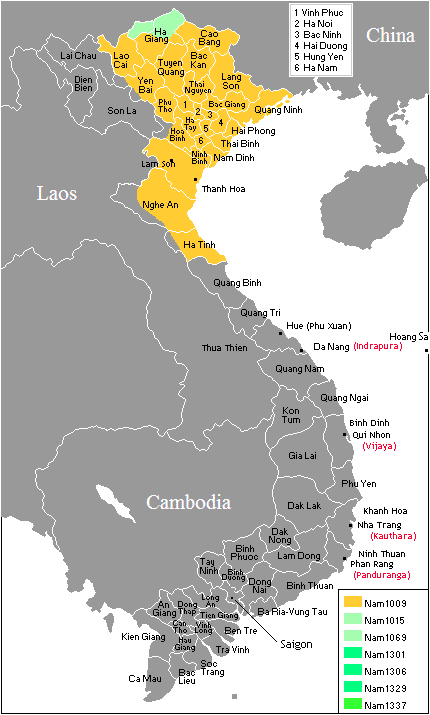 1 Vinh Phuc
2 Ha Noi
3 Bac Ninh
4 Hai Duong
5 Hung Yen
6 Ha Nam
China
Ha
Giang
Cao
Bang
Lai Chau
Lao
Cai
Tuyen
Quang
Bac
Kan
Dien
Bien
Yen
Bai
Thai
Nguyen
Lang
Son
Son La
Phu
Tho
1
2
3
Bac Giang
Quang Ninh
Ha
Tay
4
5
6
Hai Phong
Hoa
Binh
Thai Binh
Ninh
Binh
Nam Dinh
Lam Son
Thanh Hoa
Laos
Nghe An
Ha Tinh
Quang Binh
Quang Tri
Hue (Phu Xuan)
Hoang Sa
Thua Thien
Da Nang (Indrapura)
Quang Nam
Quang Ngai
Kon
Tum
Binh Dinh
Qui Nhon
(Vijaya)
Gia Lai
Phu Yen
Cambodia
Dak Lak
Khanh Hoa
Nha Trang
(Kauthara)
Dak
Nong
Binh
Phuoc
Lam Dong
Ninh Thuan
Phan Rang
(Panduranga)
Tay
Ninh
Binh
Duong
Dong
Nai
Binh Thuan
An
Giang
Dong
Thap
Long
An
Tien Giang
Ba Ria-Vung Tau
Kien Giang
Can
Tho
Vinh
Long
Ben Tre
Hau
Giang
Tra Vinh
Saigon
Soc
Trang
Bac
Lieu
Ca Mau
Nam1009
Nam1015
Nam1069
Nam1301
Nam1306
Nam1329
Nam1337